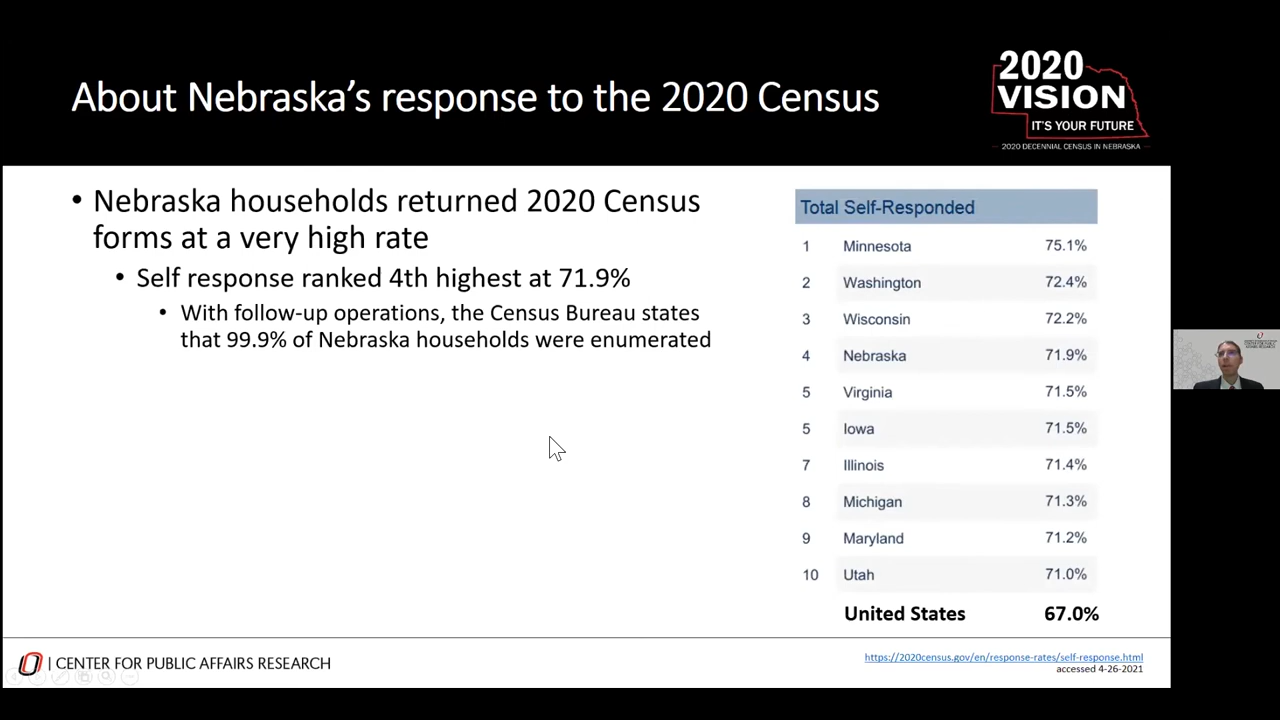 About Nebraska's response to the 2020 Census
2020
VISION
IT'S YOUR FUTURE
2020 DECENNIAL CENSUS IN NEBRASKA
• Nebraska households returned 2020 Census
forms at a very high rate
• Self response ranked 4th highest at 71.9%
• With follow-up operations, the Census Bureau states
that 99.9% of Nebraska households were enumerated
Total Self-Responded
1 Minnesota 75.1%
2 Washington 72.4%
3 Wisconsin 72.2%
4 Nebraska 71.9%
5 Virginia 71.5%
5 Iowa 71.5%
7 Illinois 71.4%
8 Michigan 71.3%
9 Maryland 71.2%
10 Utah 71.0%
United States 67.0%
| CENTER FOR PUBLIC AFFAIRS RESEARCH
https://2020census.gov/en/response-rates/self-response.html
accessed 4-26-2021